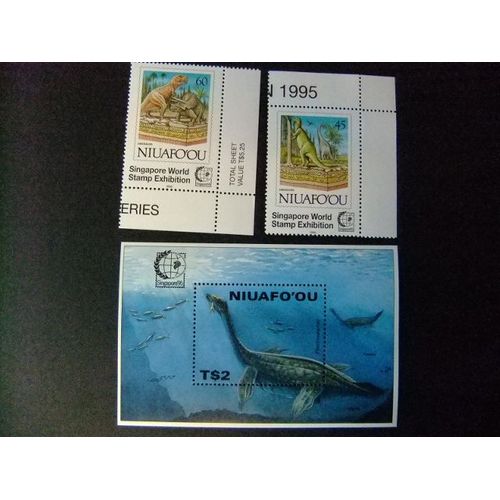 60
NIUAFO'OU
Singapore World
Stamp Exhibition
TOTAL SHEET
VALUE T$5.25
ERIES
N 1995
45
NIUAFO'OU
Singapore World
Stamp Exhibition
Singapore95
NIUAFO'OU
T$2